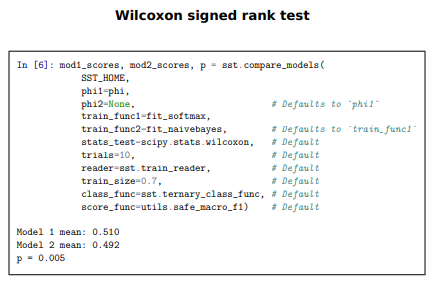 Wilcoxon signed rank test
In [6]: mod1_scores, mod2_scores, p = sst.compare_models(
SST_HOME,
phi1=phi,
phi2=None, # Defaults to `phi1`
train_func1=fit_softmax,
train_func2=fit_naivebayes, # Defaults to `train_func1`
stats_test=scipy.stats.wilcoxon, # Default
trials=10, # Default
reader=sst.train_reader, # Default
train_size=0.7, # Default
class_func=sst.ternary_class_func, # Default
score_func=utils.safe_macro_f1) # Default
Model 1 mean: 0.510
Model 2 mean: 0.492
p = 0.005